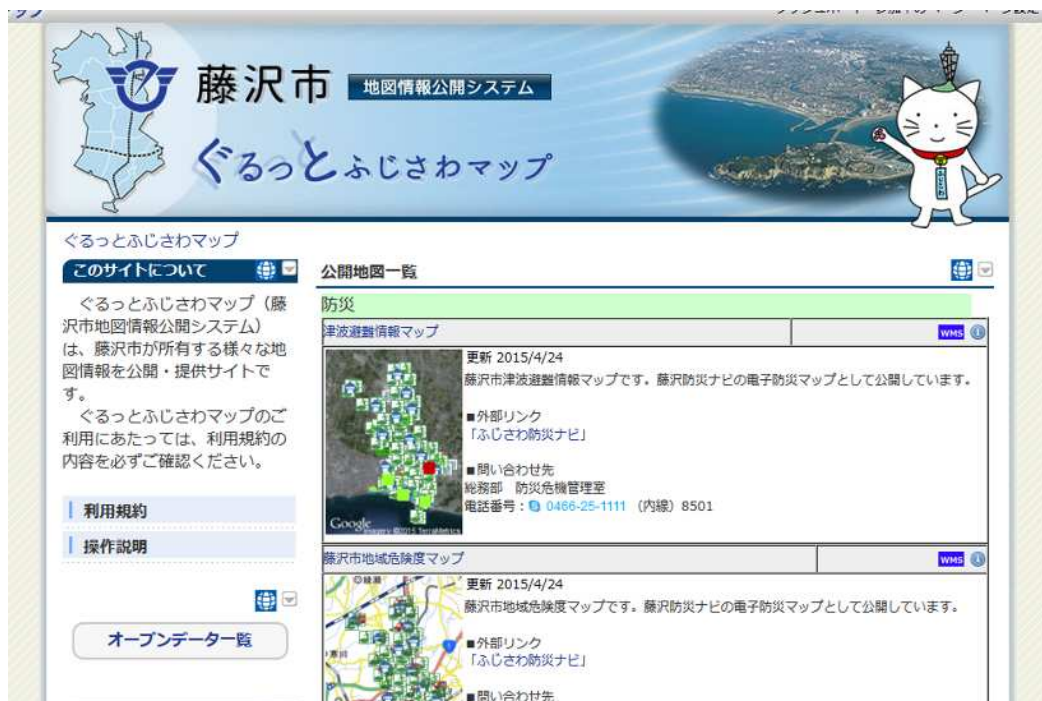 藤沢市 地図情報公開システム
ぐるっとふじさわマップ
ぐるっとふじさわマップ
このサイトについて
ぐるっとふじさわマップ（藤
沢市地図情報公開システム）
は、藤沢市が所有する様々な地
図情報を公開・提供サイトで
す。
ぐるっとふじさわマップのご
利用にあたっては、利用規約の
内容を必ずご確認ください。
利用規約
操作説明
オープンデータ一覧
公開地図一覧
防災
津波避難情報マップ
WMS
更新 2015/4/24
藤沢市津波避難情報マップです。藤沢防災ナビの電子防災マップとして公開しています。
■外部リンク
「ふじさわ防災ナビ」
■問い合わせ先
総務部 防災危機管理室
電話番号：0466-25-1111 （内線）8501
Google
Imagery ©2015 TerraMetrics
藤沢市地域危険度マップ
WMS
更新 2015/4/24
藤沢市地域危険度マップです。藤沢防災ナビの電子防災マップとして公開しています。
■外部リンク
「ふじさわ防災ナビ」
■問い合わせ先